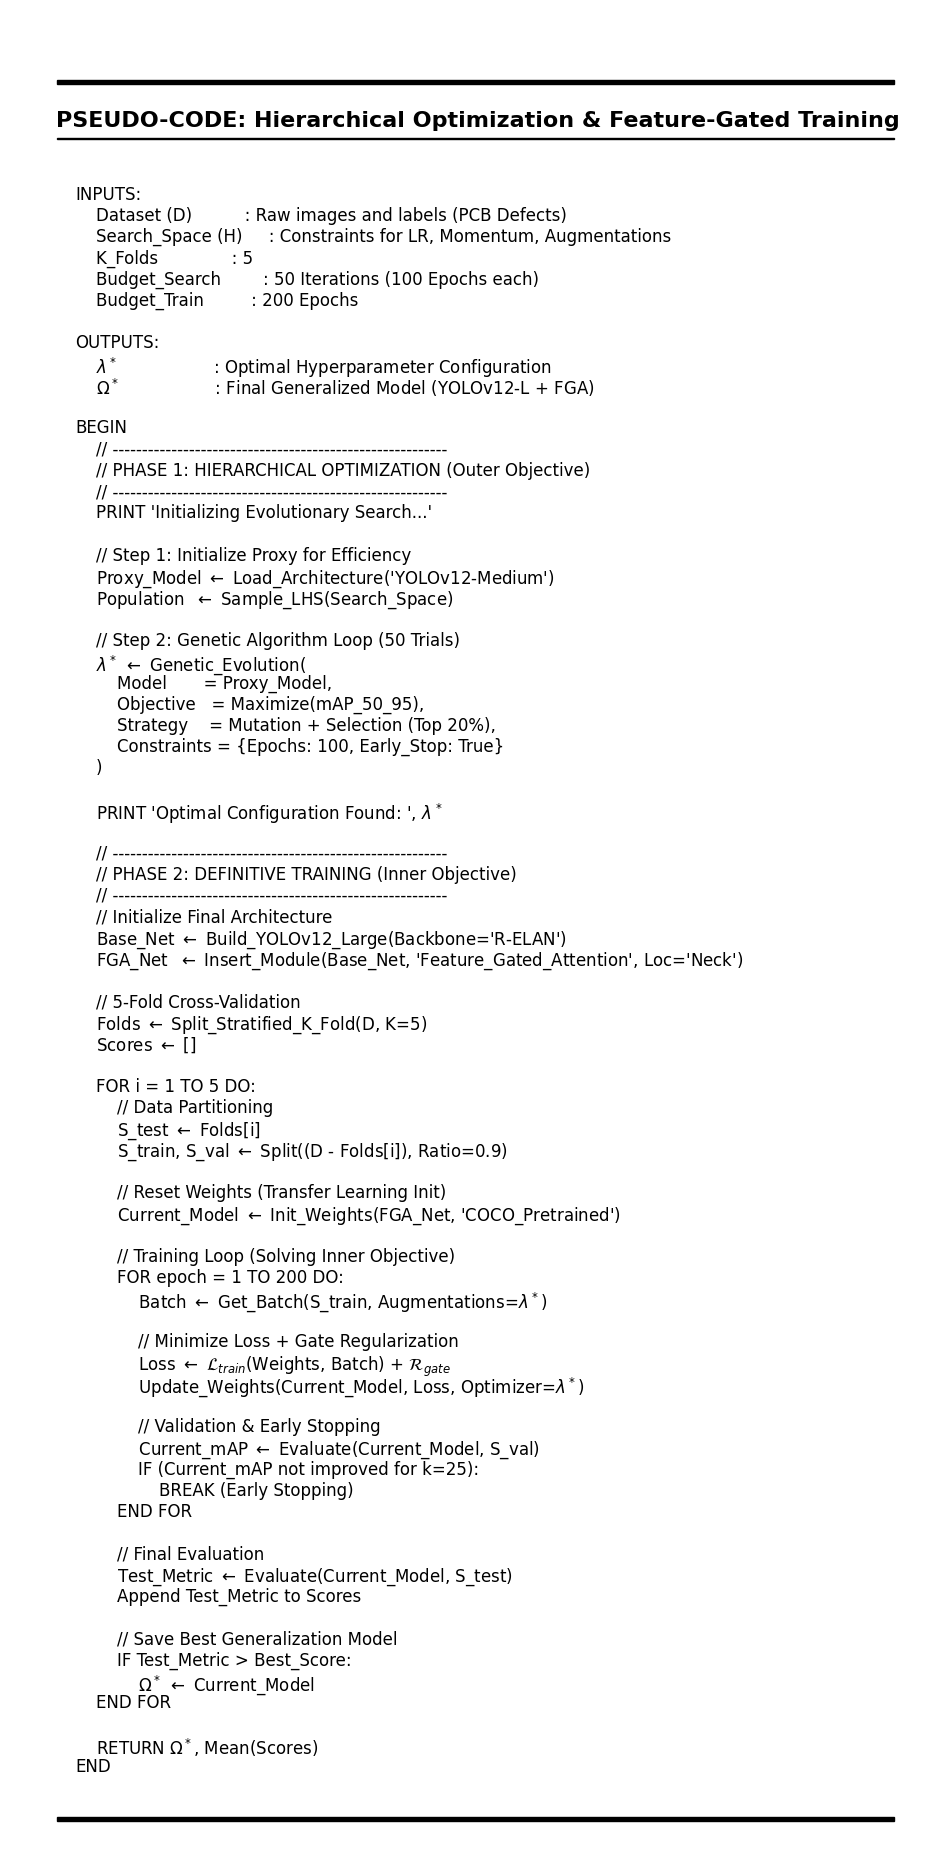 PSEUDO-CODE: Hierarchical Optimization & Feature-Gated Training
INPUTS:
Dataset (D) : Raw images and labels (PCB Defects)
Search_Space (H) : Constraints for LR, Momentum, Augmentations
K_Folds : 5
Budget_Search : 50 Iterations (100 Epochs each)
Budget_Train : 200 Epochs
OUTPUTS:
λ* : Optimal Hyperparameter Configuration
Ω* : Final Generalized Model (YOLOv12-L + FGA)
BEGIN
// ---------------------------------------------------------
// PHASE 1: HIERARCHICAL OPTIMIZATION (Outer Objective)
// ---------------------------------------------------------
PRINT 'Initializing Evolutionary Search...'
// Step 1: Initialize Proxy for Efficiency
Proxy_Model ← Load_Architecture('YOLOv12-Medium')
Population ← Sample_LHS(Search_Space)
// Step 2: Genetic Algorithm Loop (50 Trials)
λ* ← Genetic_Evolution(
Model = Proxy_Model,
Objective = Maximize(mAP_50_95),
Strategy = Mutation + Selection (Top 20%),
Constraints = {Epochs: 100, Early_Stop: True}
)
PRINT 'Optimal Configuration Found: ', λ*
// ---------------------------------------------------------
// PHASE 2: DEFINITIVE TRAINING (Inner Objective)
// ---------------------------------------------------------
// Initialize Final Architecture
Base_Net ← Build_YOLOv12_Large(Backbone='R-ELAN')
FGA_Net ← Insert_Module(Base_Net, 'Feature_Gated_Attention', Loc='Neck')
// 5-Fold Cross-Validation
Folds ← Split_Stratified_K_Fold(D, K=5)
Scores ← []
FOR i = 1 TO 5 DO:
// Data Partitioning
S_test ← Folds[i]
S_train, S_val ← Split((D - Folds[i]), Ratio=0.9)
// Reset Weights (Transfer Learning Init)
Current_Model ← Init_Weights(FGA_Net, 'COCO_Pretrained')
// Training Loop (Solving Inner Objective)
FOR epoch = 1 TO 200 DO:
Batch ← Get_Batch(S_train, Augmentations=λ*)
// Minimize Loss + Gate Regularization
Loss ← ℒ_train(Weights, Batch) + ℛ_gate
Update_Weights(Current_Model, Loss, Optimizer=λ*)
// Validation & Early Stopping
Current_mAP ← Evaluate(Current_Model, S_val)
IF (Current_mAP not improved for k=25):
BREAK (Early Stopping)
END FOR
// Final Evaluation
Test_Metric ← Evaluate(Current_Model, S_test)
Append Test_Metric to Scores
// Save Best Generalization Model
IF Test_Metric > Best_Score:
Ω* ← Current_Model
END FOR
RETURN Ω*, Mean(Scores)
END